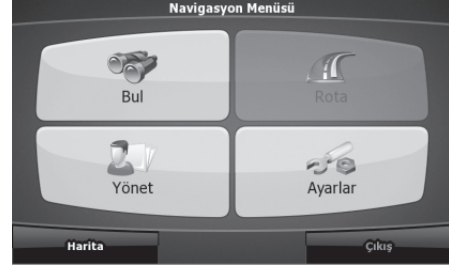 Navigasyon Menüsü
Bul
Rota
Yönet
Ayarlar
Harita
Çıkış